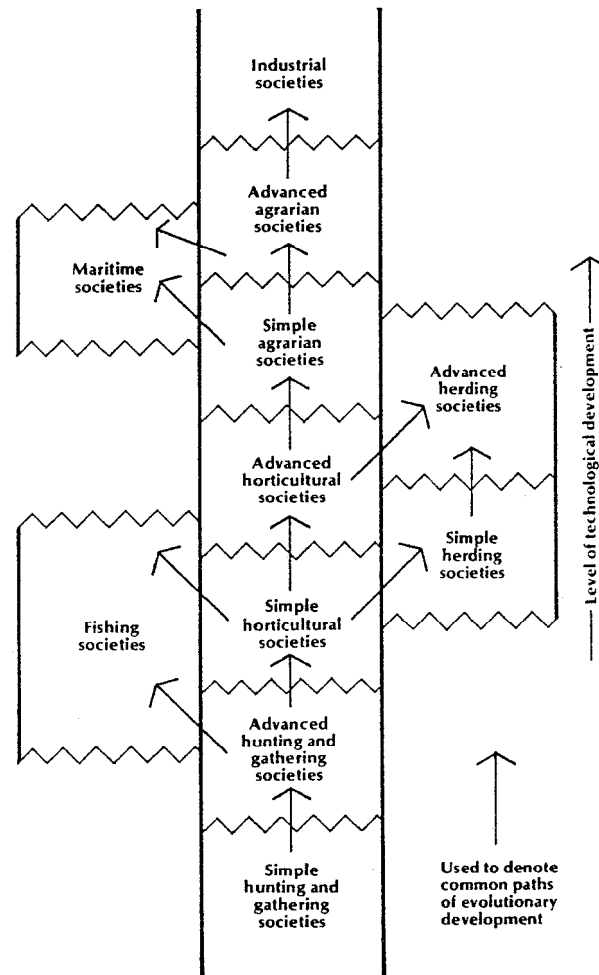 Industrial
societies
Advanced
agrarian
societies
Maritime
societies
Simple
agrarian
societies
Advanced
herding
societies
Advanced
horticultural
societies
Simple
herding
societies
Simple
horticultural
societies
Fishing
societies
Advanced
hunting and
gathering
societies
Simple
hunting and
gathering
societies
Level of technological development
Used to denote
common paths
of evolutionary
development